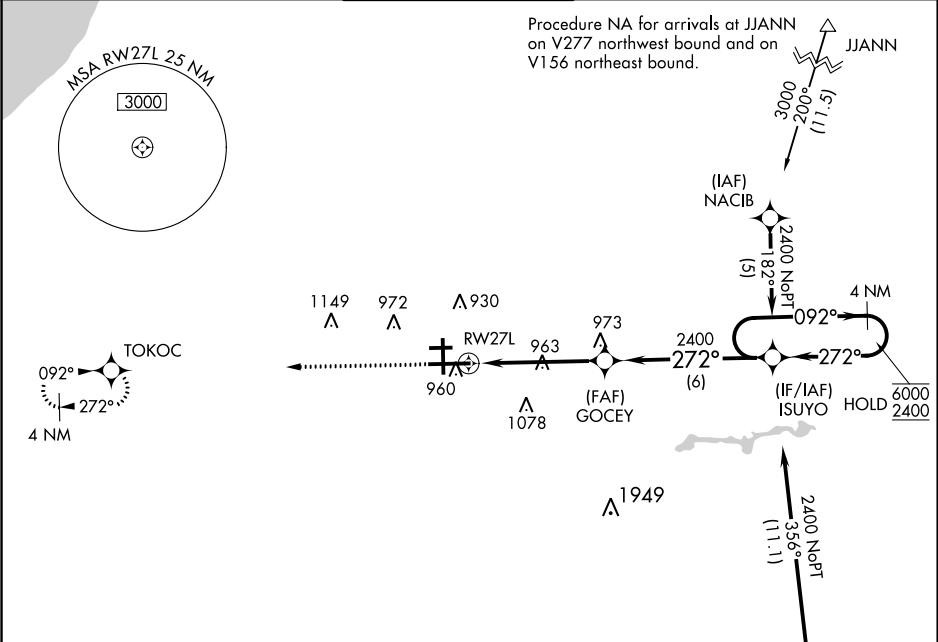 Procedure NA for arrivals at JJANN
on V277 northwest bound and on
V156 northeast bound.
JJANN
MSA RW27L 25 NM
3000
3000
200°
(11.5)
(IAF)
NACIB
2400 NoPT
182°
(5)
4 NM
092°
1149
972
930
973
RW27L
963
2400
272°
(6)
272°
TOKOC
092°
272°
4 NM
960
1078
(FAF)
GOCEY
(IF/IAF)
ISUYO
HOLD
6000
2400
1949
2400 NoPT
356°
(11.1)